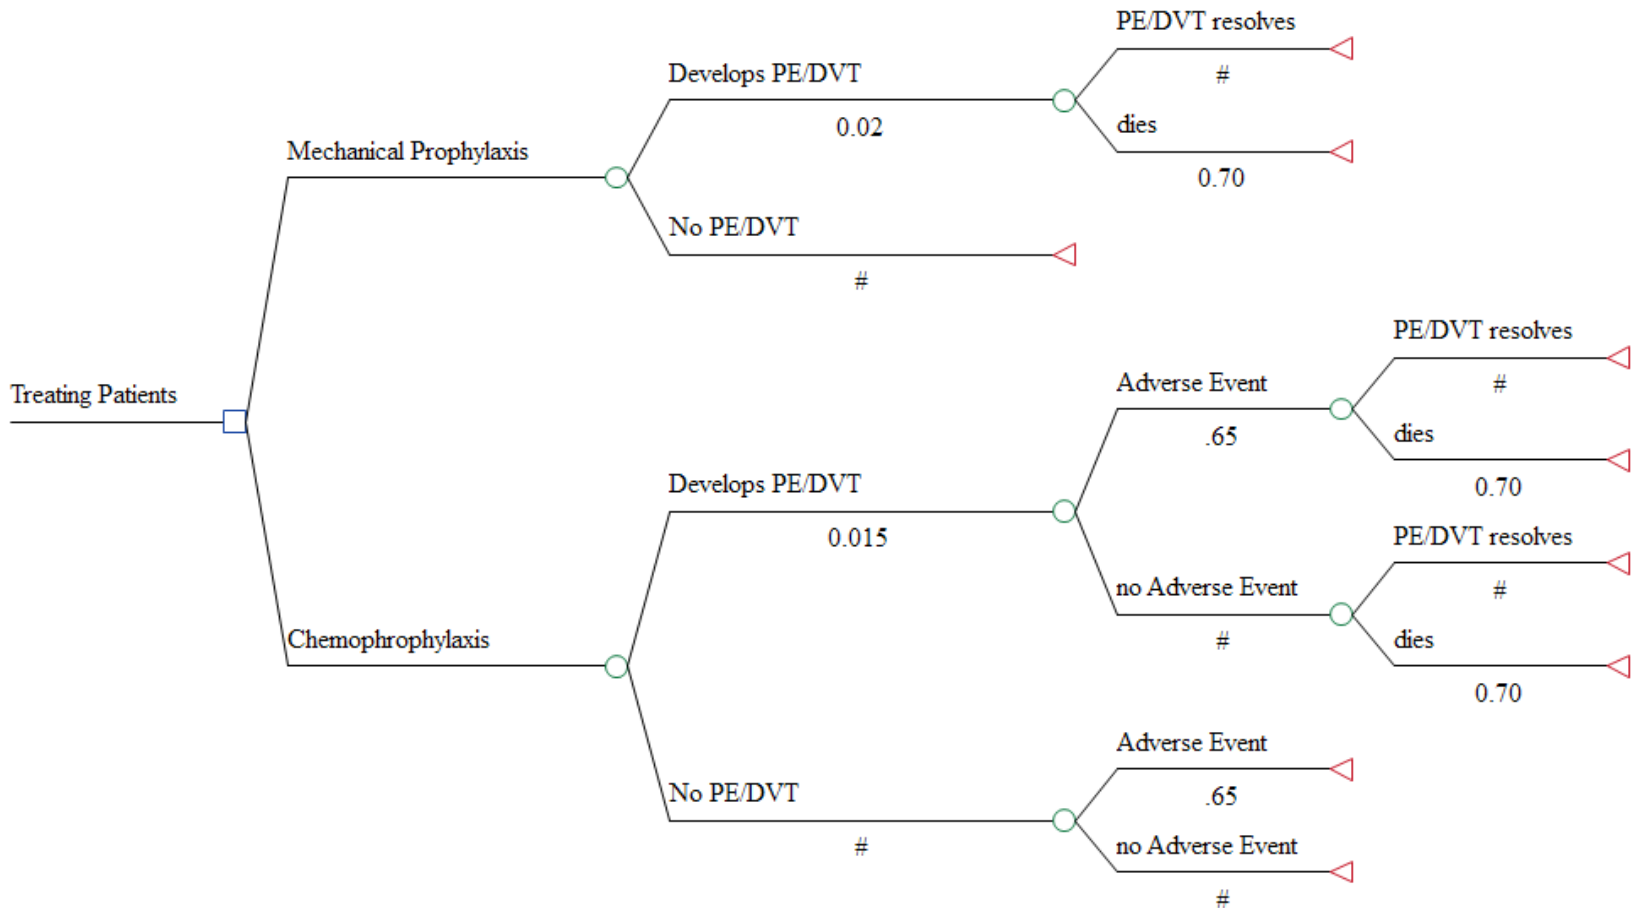 PE/DVT resolves
#
Develops PE/DVT
0.02
dies
0.70
Mechanical Prophylaxis
No PE/DVT
#
Treating Patients
PE/DVT resolves
#
Adverse Event
.65
dies
0.70
Develops PE/DVT
0.015
PE/DVT resolves
#
no Adverse Event
#
dies
0.70
Chemophrophylaxis
Adverse Event
.65
No PE/DVT
#
no Adverse Event
#